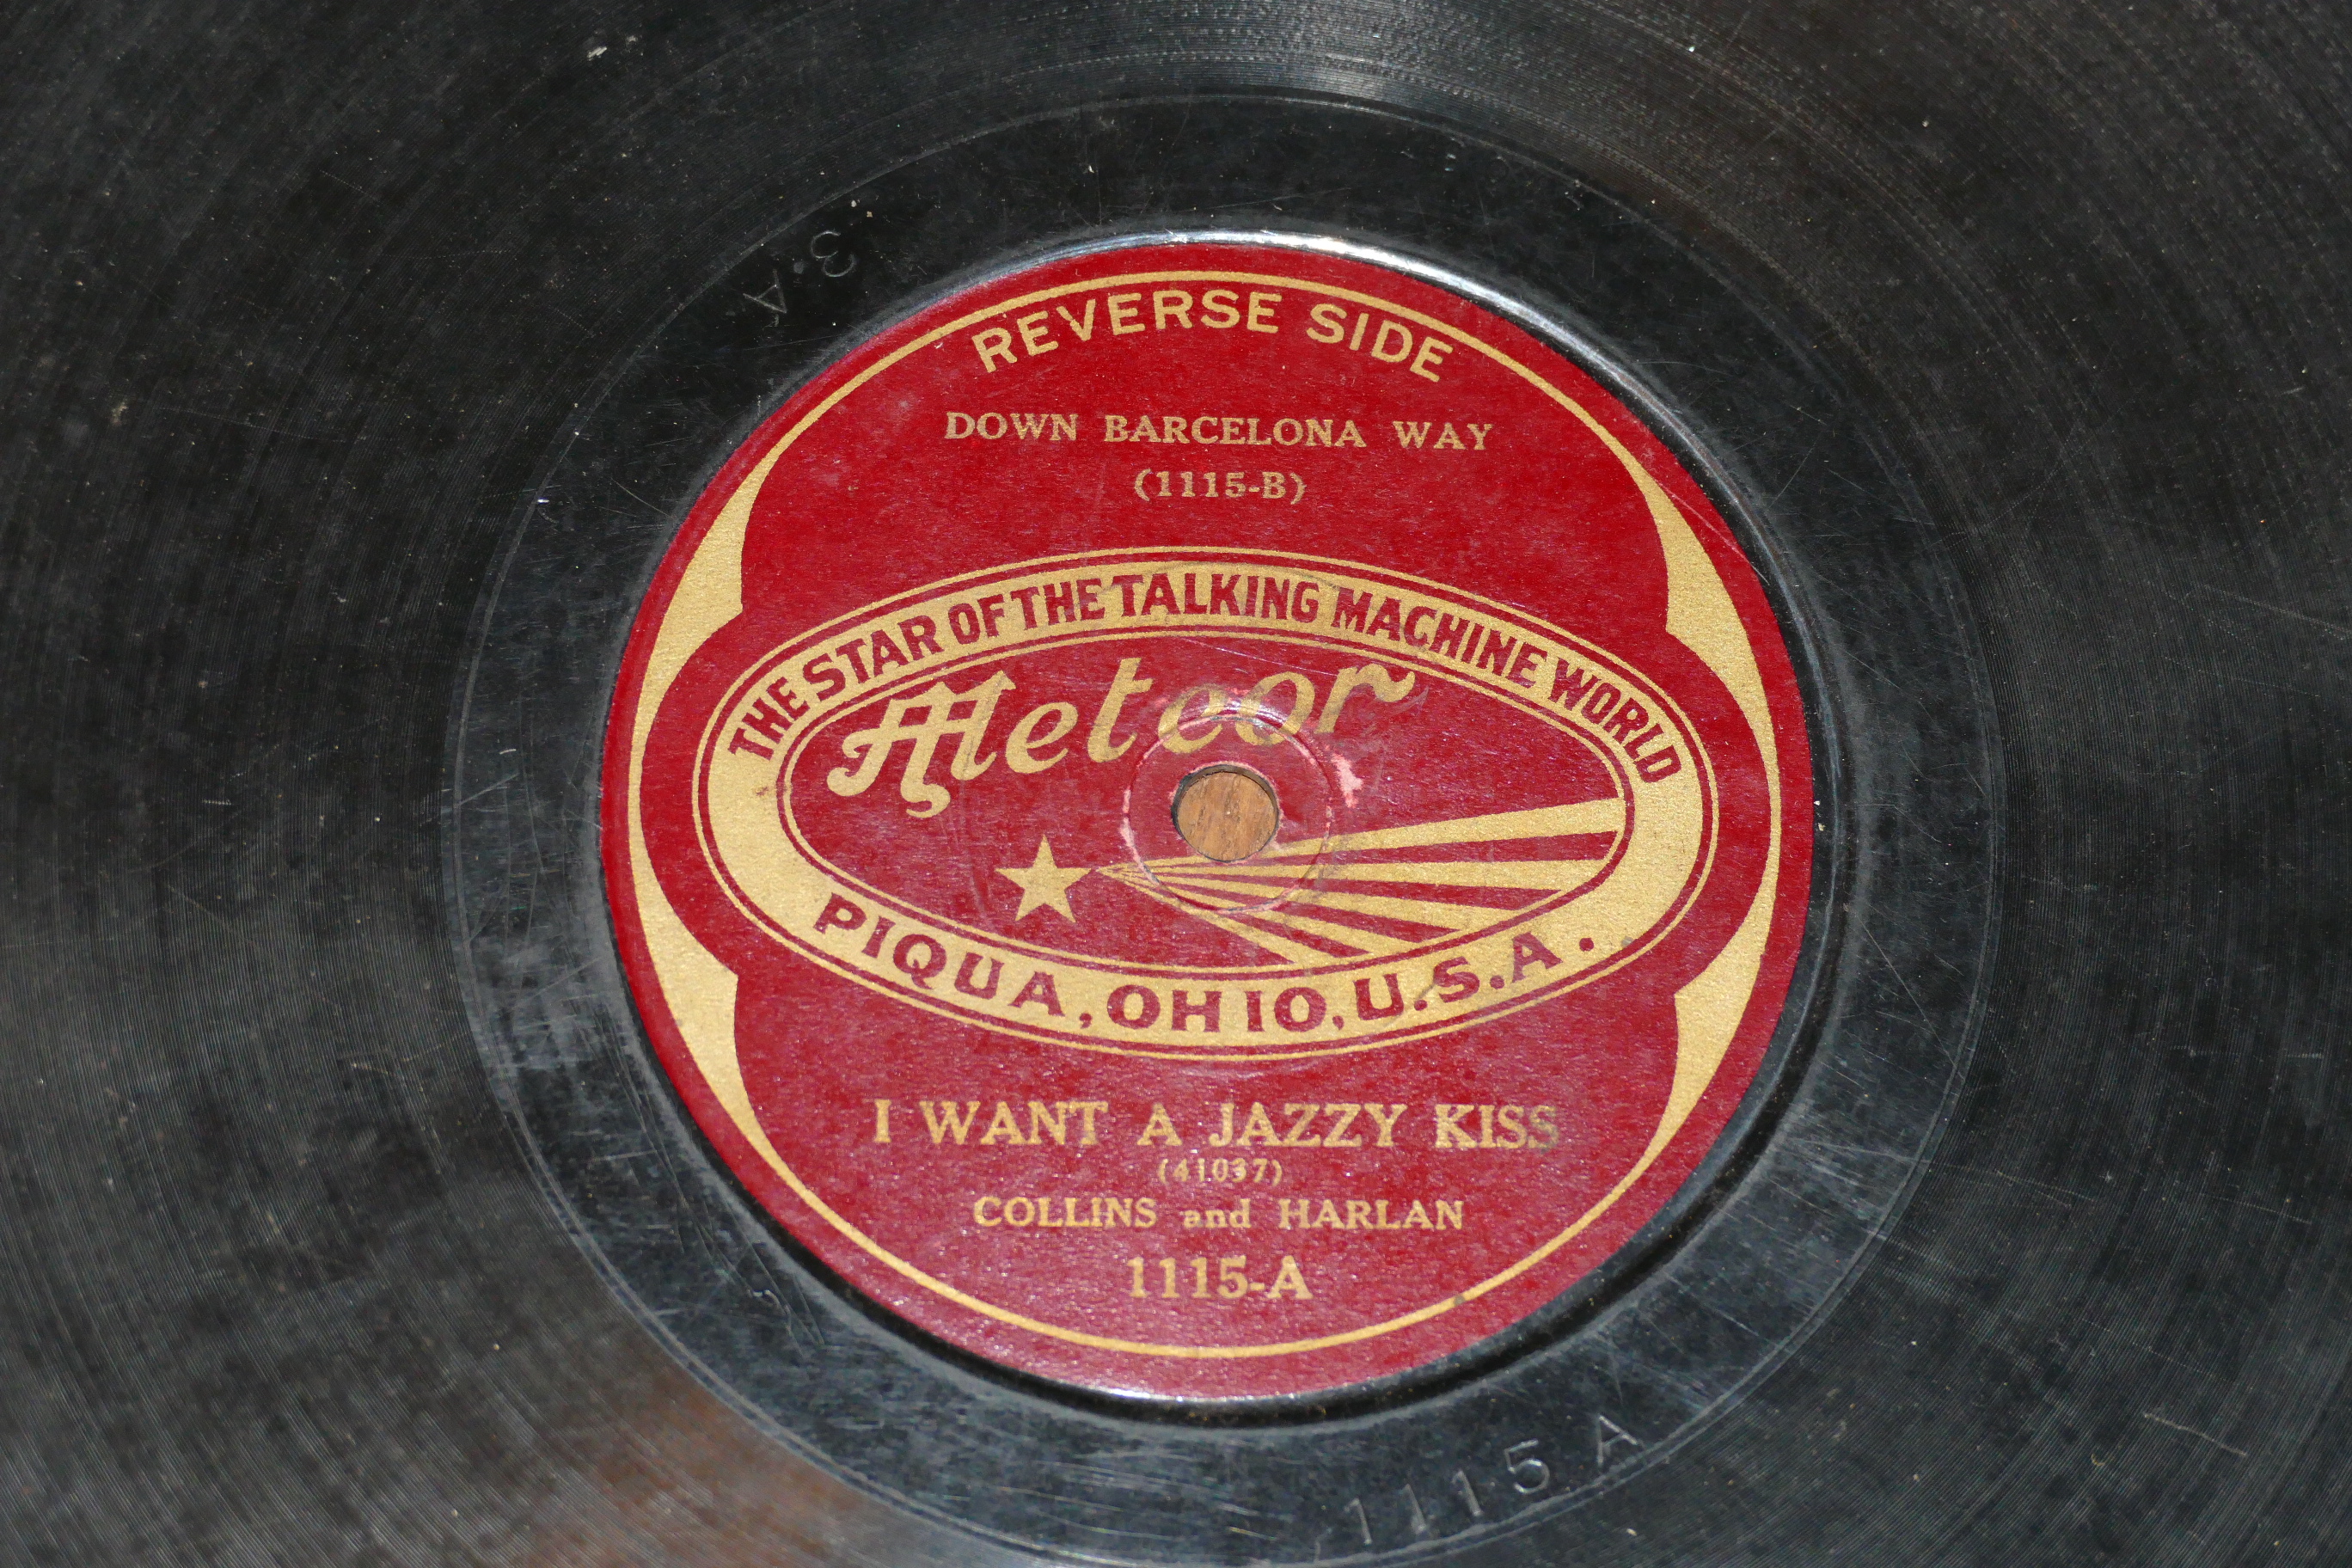 3·A
REVERSE SIDE
DOWN BARCELONA WAY
(1115-B)
THE STAR OF THE TALKING MACHINE WORLD
Meteor
PIQUA, OHIO, U.S.A.
I WANT A JAZZY KISS
(41037)
COLLINS and HARLAN
1115-A
1115 A